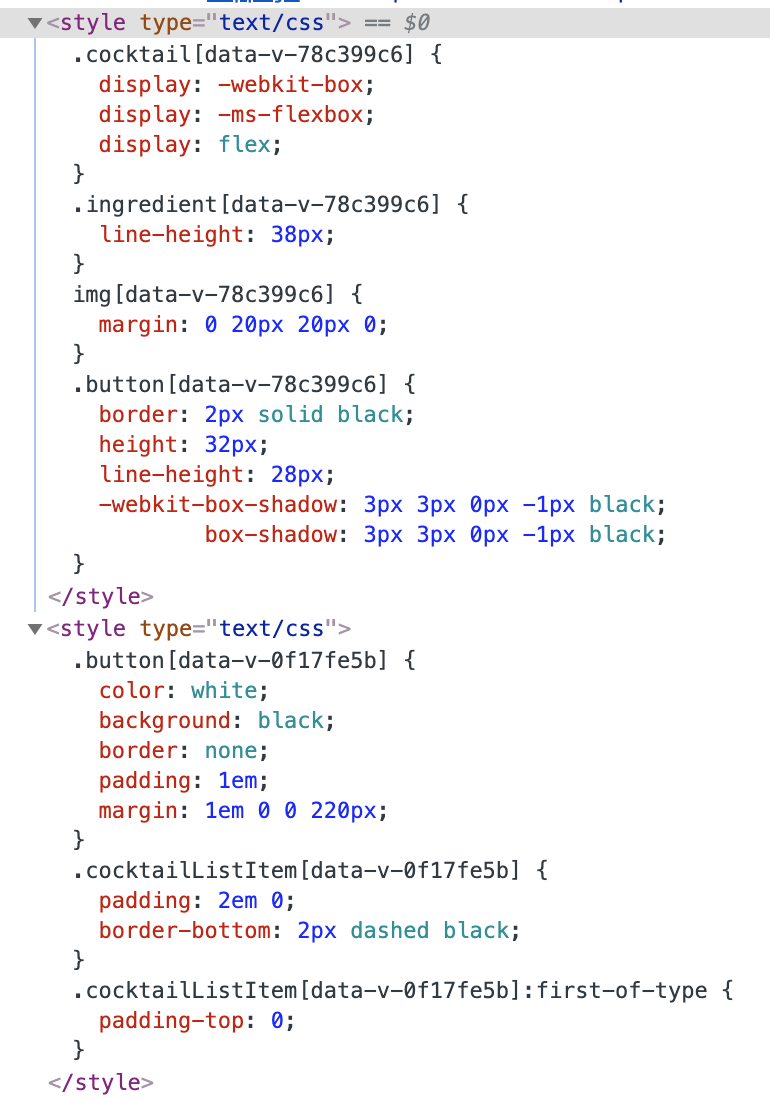 ▼<style type="text/css"> == $0
.cocktail[data-v-78c399c6] {
display: -webkit-box;
display: -ms-flexbox;
display: flex;
}
.ingredient[data-v-78c399c6] {
line-height: 38px;
}
img[data-v-78c399c6] {
margin: 0 20px 20px 0;
}
.button[data-v-78c399c6] {
border: 2px solid black;
height: 32px;
line-height: 28px;
-webkit-box-shadow: 3px 3px 0px -1px black;
box-shadow: 3px 3px 0px -1px black;
}
</style>
▼<style type="text/css">
.button[data-v-0f17fe5b] {
color: white;
background: black;
border: none;
padding: 1em;
margin: 1em 0 0 220px;
}
.cocktailListItem[data-v-0f17fe5b] {
padding: 2em 0;
border-bottom: 2px dashed black;
}
.cocktailListItem[data-v-0f17fe5b]:first-of-type {
padding-top: 0;
}
</style>